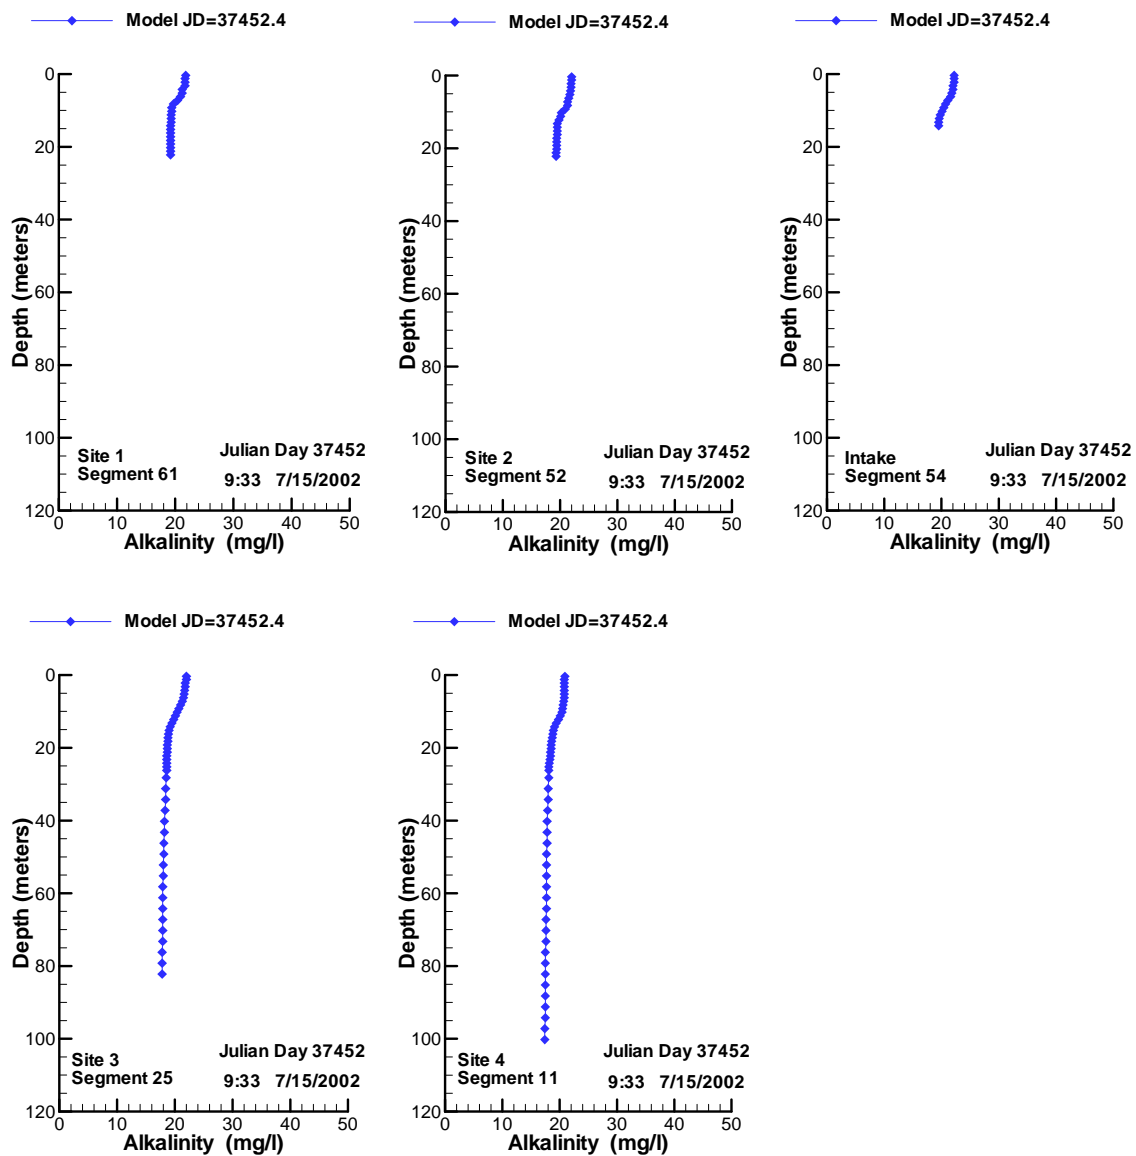 Model JD=37452.4
Model JD=37452.4
Model JD=37452.4
0
20
40
60
80
100
120
Depth (meters)
Site 1
Segment 61
Julian Day 37452
9:33 7/15/2002
0 10 20 30 40 50
Alkalinity (mg/l)
0
20
40
60
80
100
120
Depth (meters)
Site 2
Segment 52
Julian Day 37452
9:33 7/15/2002
0 10 20 30 40 50
Alkalinity (mg/l)
0
20
40
60
80
100
120
Depth (meters)
Intake
Segment 54
Julian Day 37452
9:33 7/15/2002
0 10 20 30 40 50
Alkalinity (mg/l)
Model JD=37452.4
Model JD=37452.4
0
20
40
60
80
100
120
Depth (meters)
Site 3
Segment 25
Julian Day 37452
9:33 7/15/2002
0 10 20 30 40 50
Alkalinity (mg/l)
0
20
40
60
80
100
120
Depth (meters)
Site 4
Segment 11
Julian Day 37452
9:33 7/15/2002
0 10 20 30 40 50
Alkalinity (mg/l)